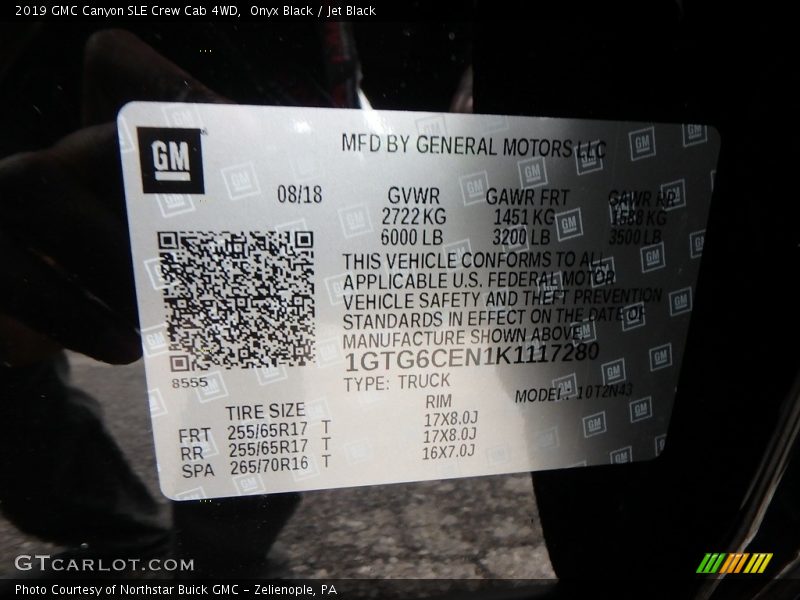 2019 GMC Canyon SLE Crew Cab 4WD, Onyx Black / Jet Black
GM
MFD BY GENERAL MOTORS LLC
08/18
GVWR GAWR FRT GAWR RR
2722 KG 1451 KG 1588 KG
6000 LB 3200 LB 3500 LB
THIS VEHICLE CONFORMS TO ALL
APPLICABLE U.S. FEDERAL MOTOR
VEHICLE SAFETY AND THEFT PREVENTION
STANDARDS IN EFFECT ON THE DATE OF
MANUFACTURE SHOWN ABOVE.
1GTG6CEN1K1117280
8555
TYPE: TRUCK
MODEL: 10T2N43
TIRE SIZE RIM
FRT 255/65R17 T 17X8.0J
RR 255/65R17 T 17X8.0J
SPA 265/70R16 T 16X7.0J
GTCARLOT.COM
Photo Courtesy of Northstar Buick GMC - Zelienople, PA